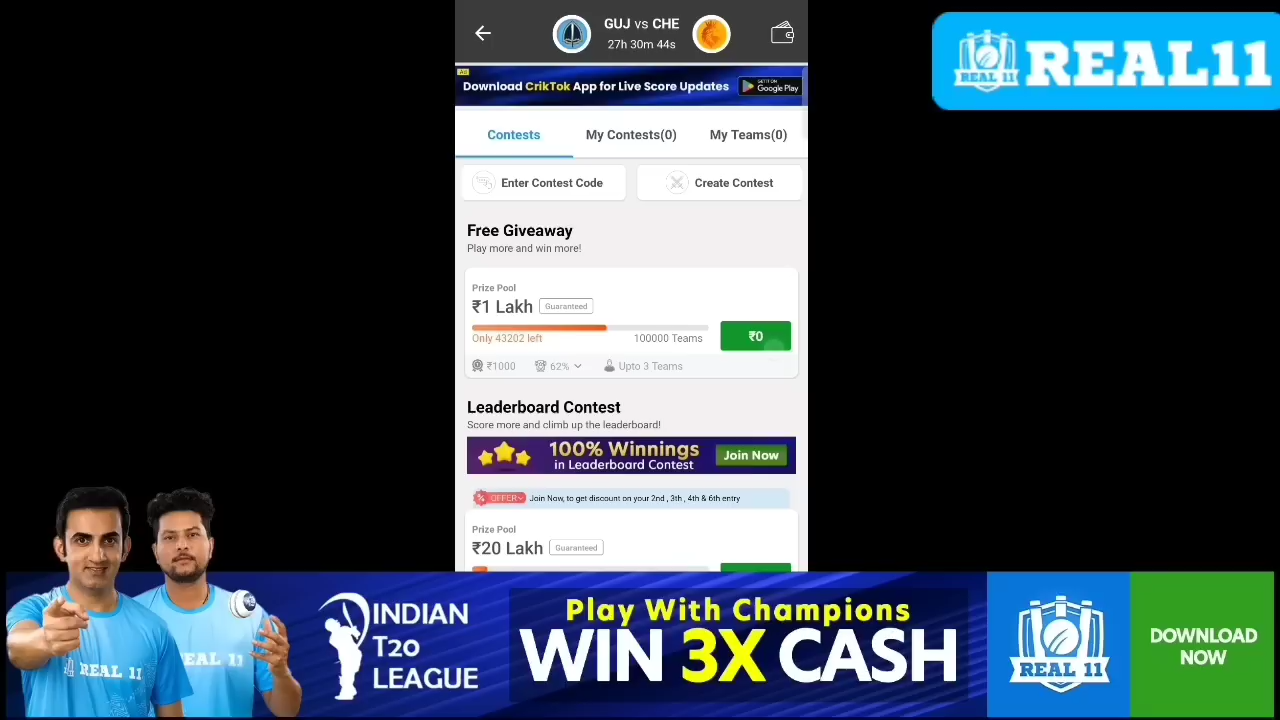 GUJ vs CHE
27h 30m 44s
REAL 11
REAL11
Ad
Download CrikTok App for Live Score Updates
GET IT ON
Google Play
Contests
My Contests(0)
My Teams(0)
Enter Contest Code
Create Contest
Free Giveaway
Play more and win more!
Prize Pool
₹1 Lakh
Guaranteed
Only 43202 left
100000 Teams
₹0
₹1000
62%
Upto 3 Teams
Leaderboard Contest
Score more and climb up the leaderboard!
100% Winnings
in Leaderboard Contest
Join Now
% OFFER
Join Now, to get discount on your 2nd , 3th , 4th & 6th entry
Prize Pool
₹20 Lakh
Guaranteed
REAL 11
EAL 11
INDIAN
T20
LEAGUE
Play With Champions
WIN 3X CASH
REAL 11
DOWNLOAD
NOW